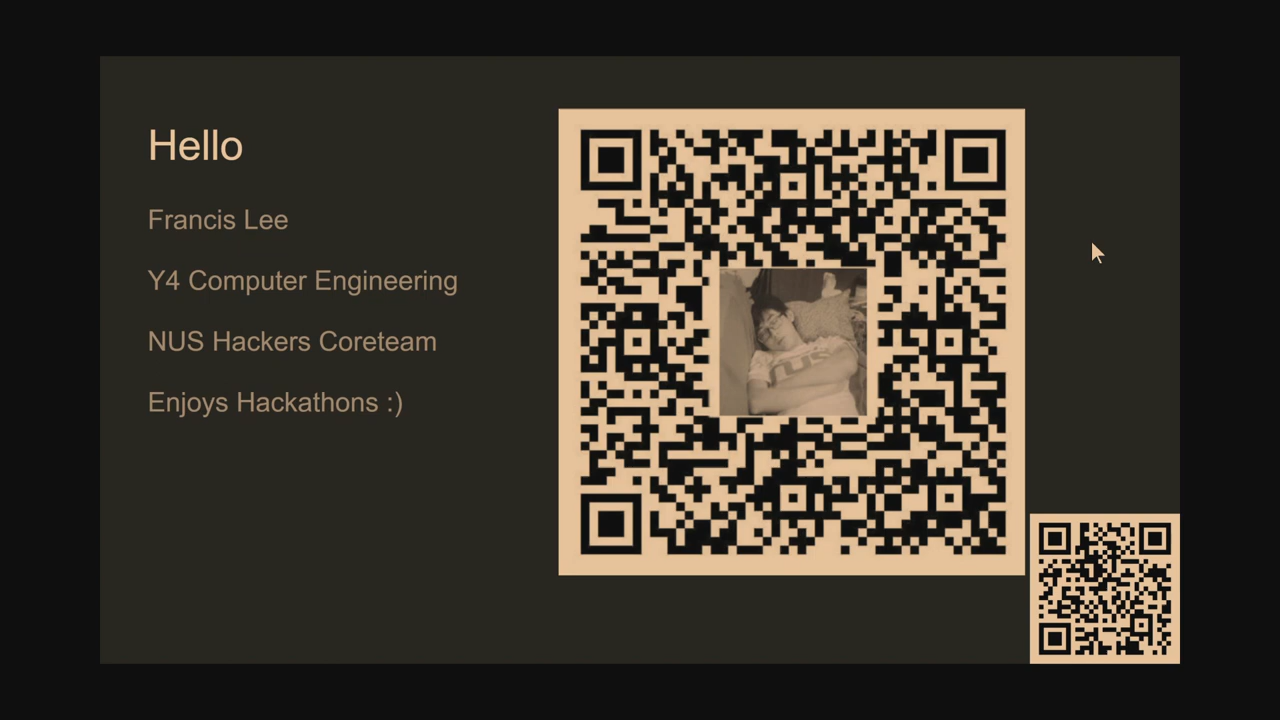 Hello
Francis Lee
Y4 Computer Engineering
NUS Hackers Coreteam
Enjoys Hackathons :)